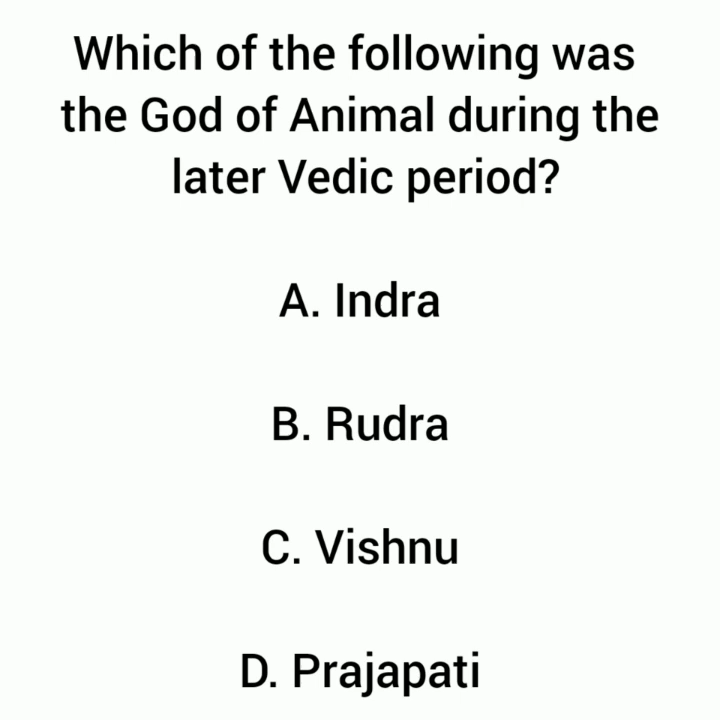 Which of the following was
the God of Animal during the
later Vedic period?
A. Indra
B. Rudra
C. Vishnu
D. Prajapati